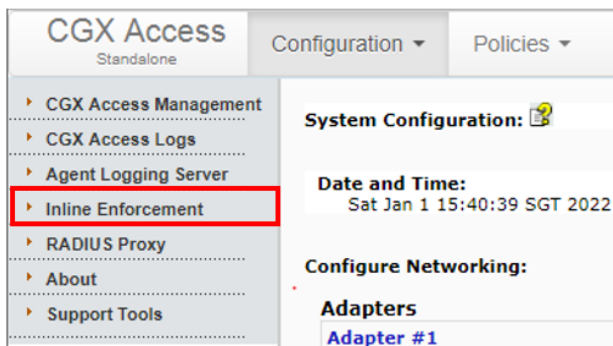 CGX Access
Standalone
Configuration
Policies
CGX Access Management
CGX Access Logs
Agent Logging Server
Inline Enforcement
RADIUS Proxy
About
Support Tools
System Configuration:
Date and Time:
Sat Jan 1 15:40:39 SGT 2022
Configure Networking:
Adapters
Adapter #1